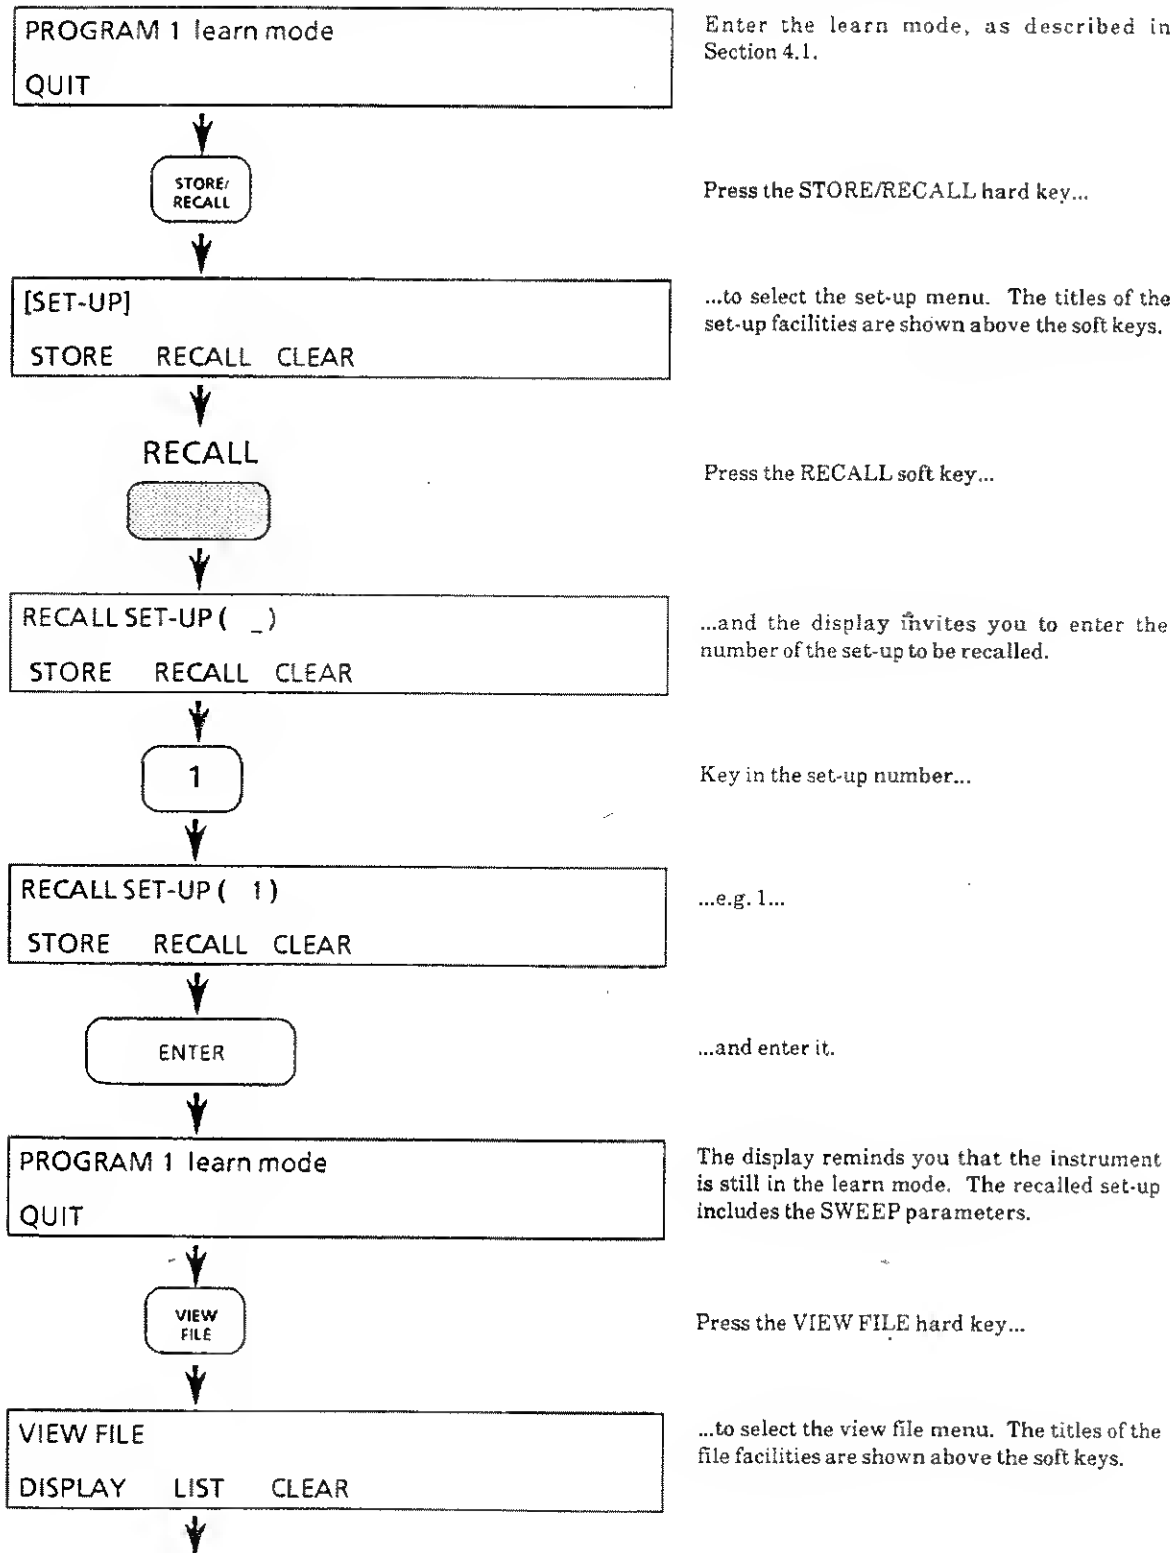 PROGRAM 1 learn mode
QUIT
Enter the learn mode, as described in
Section 4.1.
STORE/
RECALL
Press the STORE/RECALL hard key...
[SET-UP]
STORE RECALL CLEAR
...to select the set-up menu. The titles of the
set-up facilities are shown above the soft keys.
RECALL
Press the RECALL soft key...
RECALL SET-UP ( _ )
STORE RECALL CLEAR
...and the display invites you to enter the
number of the set-up to be recalled.
1
Key in the set-up number...
RECALL SET-UP ( 1 )
STORE RECALL CLEAR
...e.g. 1...
ENTER
...and enter it.
PROGRAM 1 learn mode
QUIT
The display reminds you that the instrument
is still in the learn mode. The recalled set-up
includes the SWEEP parameters.
VIEW
FILE
Press the VIEW FILE hard key...
VIEW FILE
DISPLAY LIST CLEAR
...to select the view file menu. The titles of the
file facilities are shown above the soft keys.